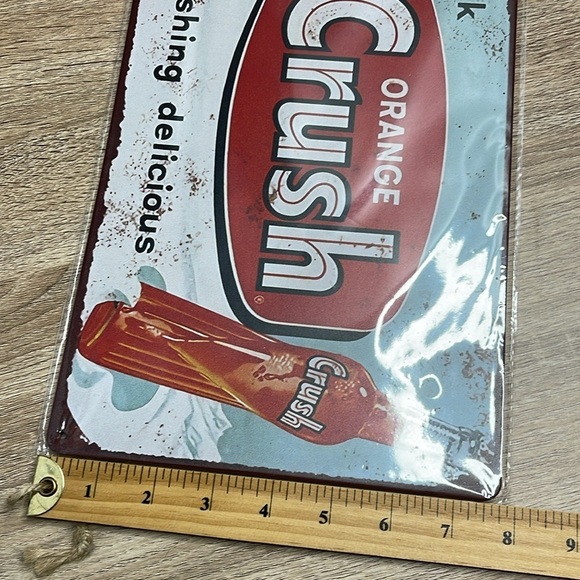 k
ORANGE
Crush
®
shing delicious
Crush
1 2 3 4 5 6 7 8 9